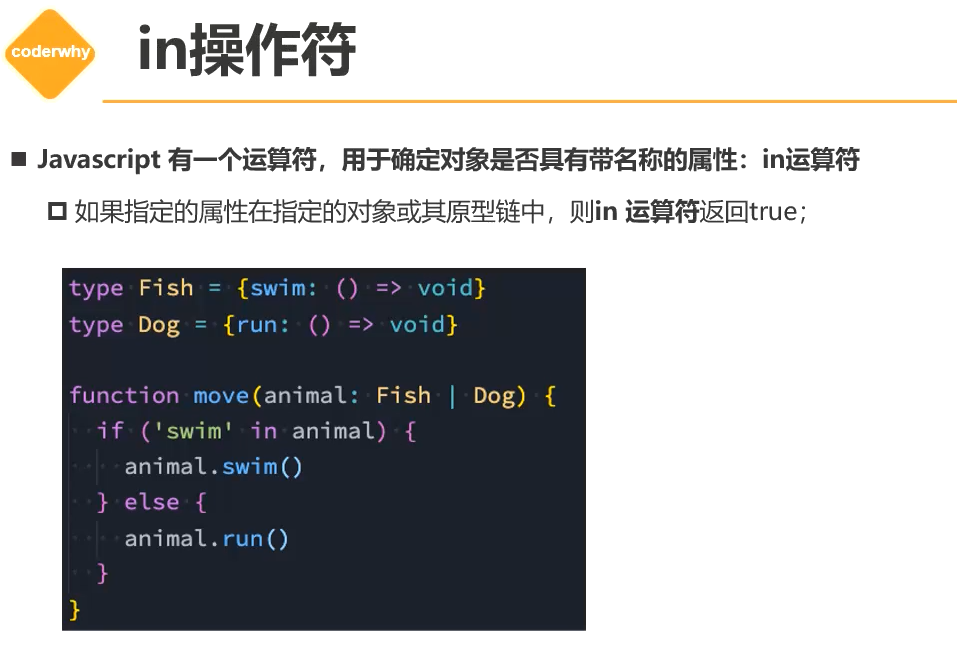 coderwhy
in操作符
Javascript 有一个运算符，用于确定对象是否具有带名称的属性：in运算符
如果指定的属性在指定的对象或其原型链中，则in 运算符返回true；
type Fish = {swim: () => void}
type Dog = {run: () => void}
function move(animal: Fish | Dog) {
  if ('swim' in animal) {
    animal.swim()
  } else {
    animal.run()
  }
}